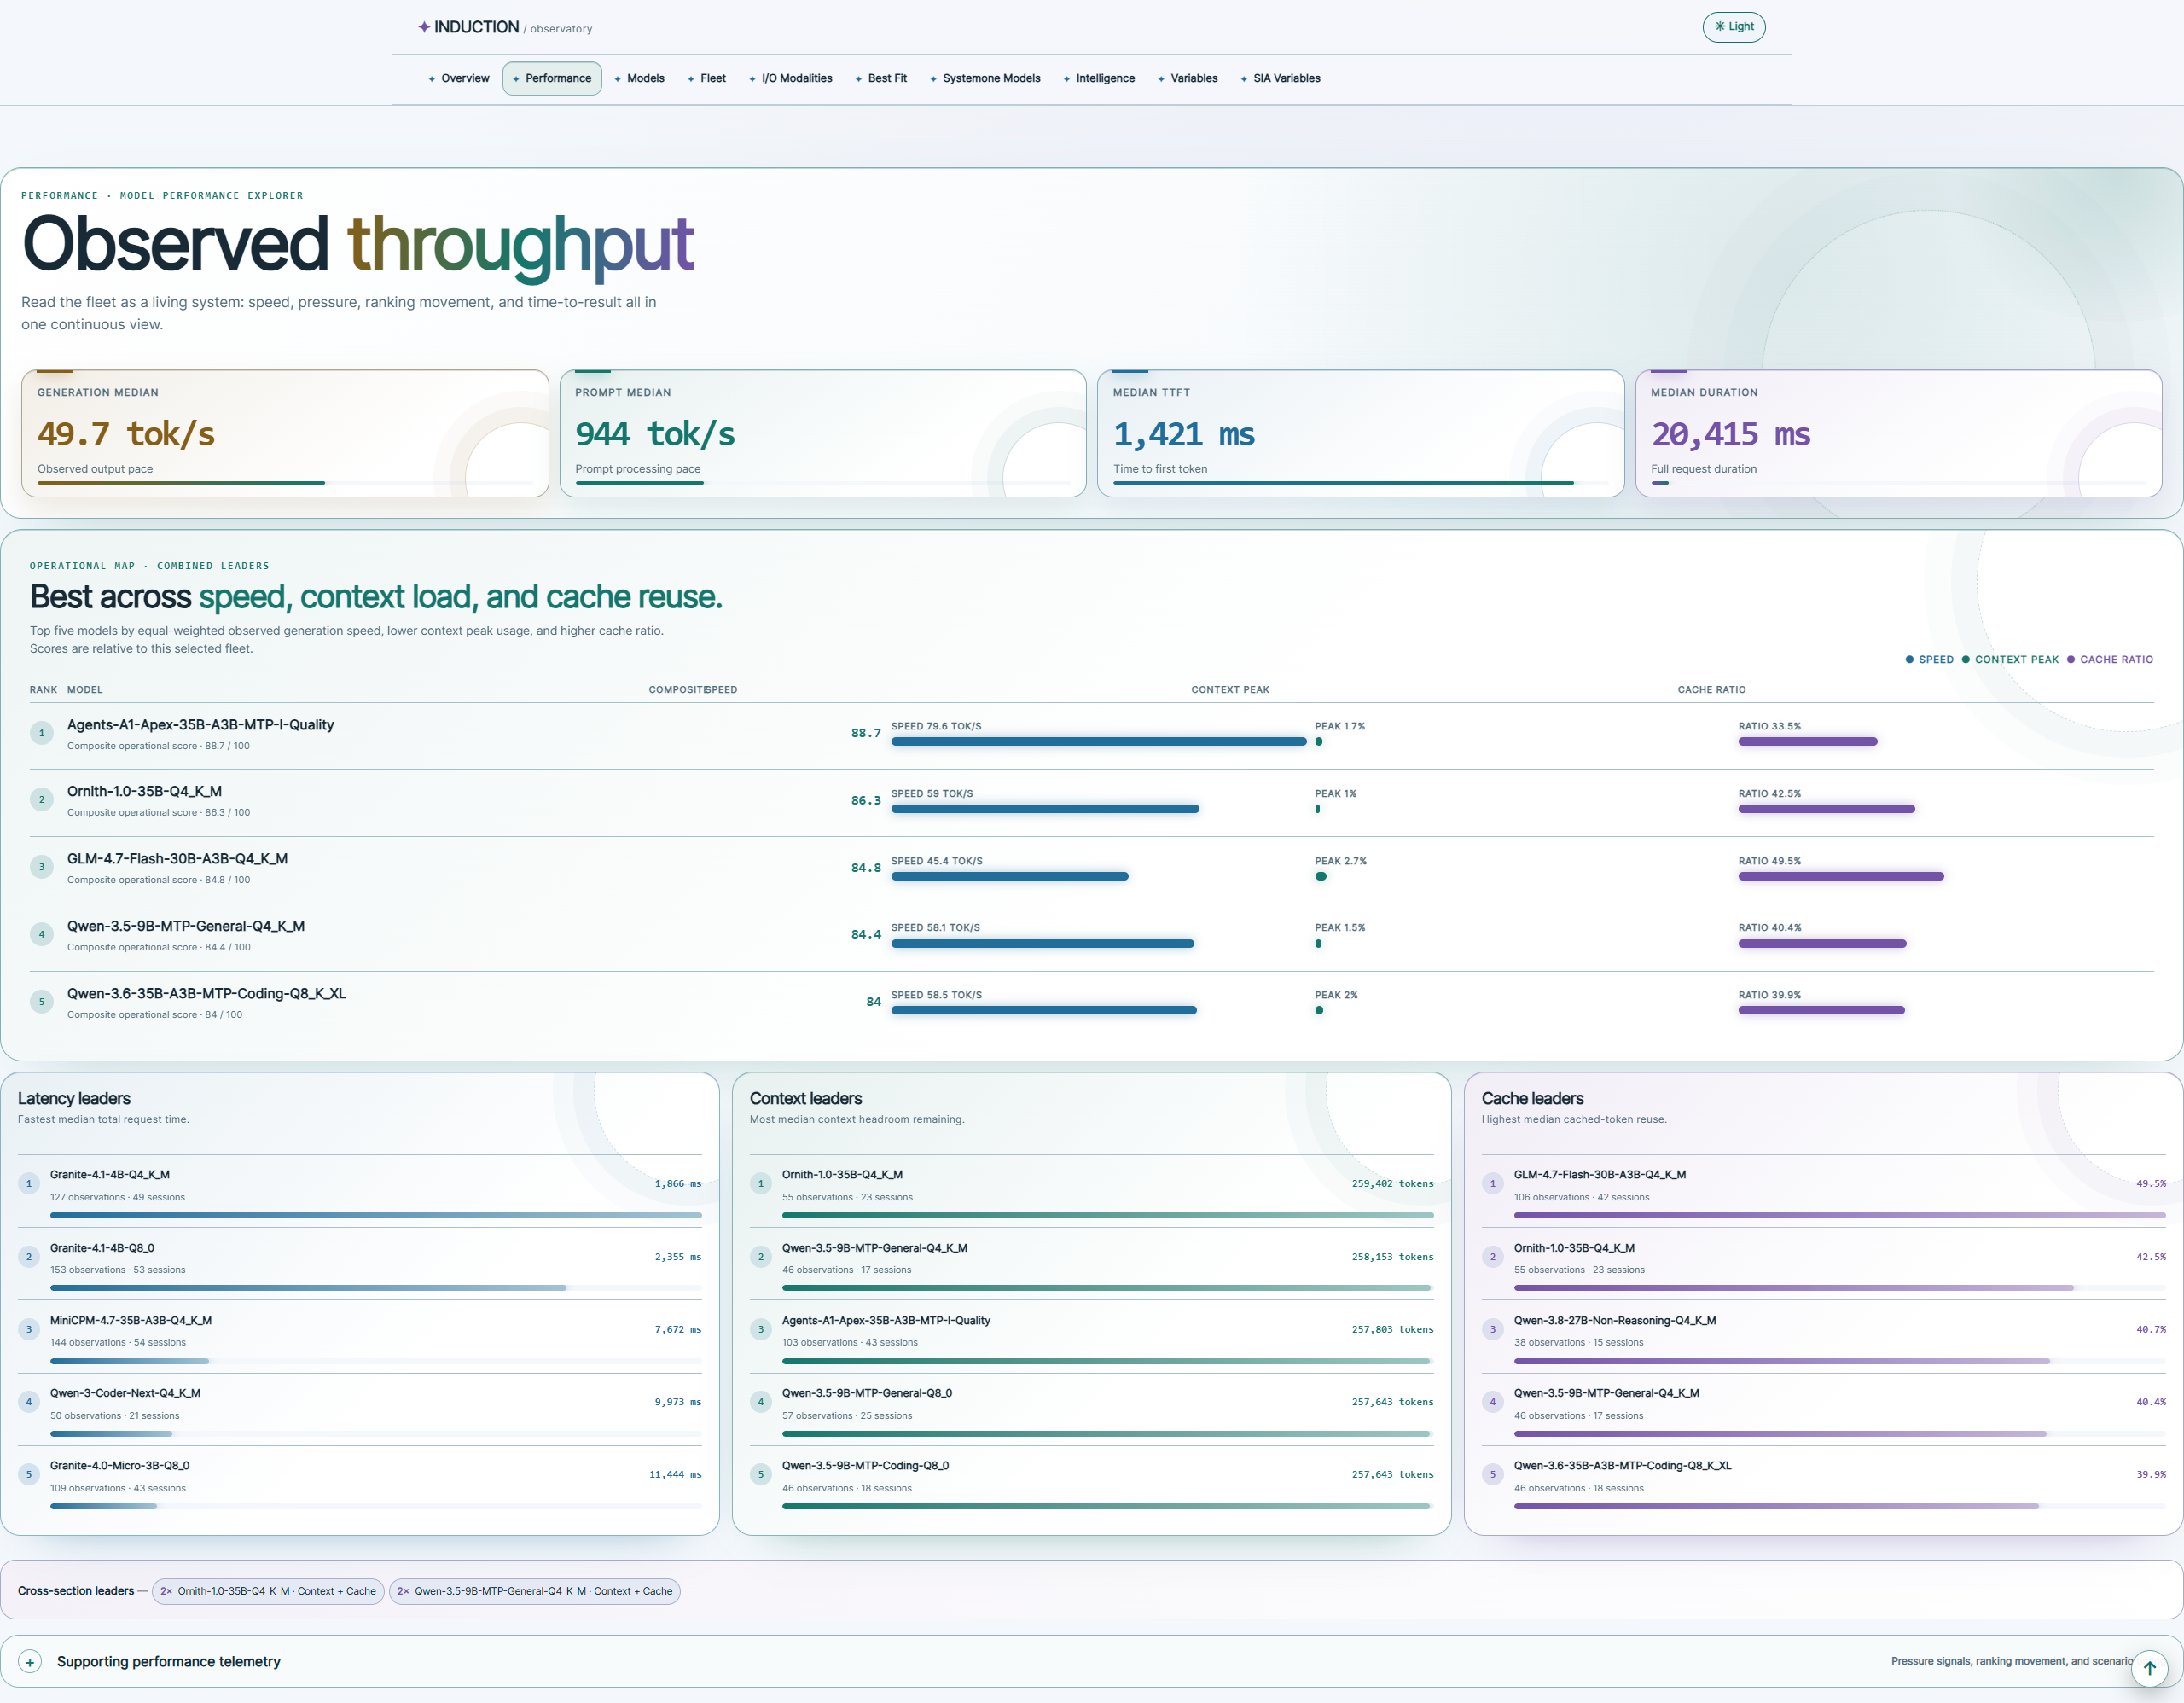 ✦ INDUCTION / observatory
☀ Light
Overview
Performance
Models
Fleet
I/O Modalities
Best Fit
Systemone Models
Intelligence
Variables
SIA Variables
PERFORMANCE · MODEL PERFORMANCE EXPLORER
Observed throughput
Read the fleet as a living system: speed, pressure, ranking movement, and time-to-result all in
one continuous view.
GENERATION MEDIAN
49.7 tok/s
Observed output pace
PROMPT MEDIAN
944 tok/s
Prompt processing pace
MEDIAN TTFT
1,421 ms
Time to first token
MEDIAN DURATION
20,415 ms
Full request duration
OPERATIONAL MAP · COMBINED LEADERS
Best across speed, context load, and cache reuse.
Top five models by equal-weighted observed generation speed, lower context peak usage, and higher cache ratio.
Scores are relative to this selected fleet.
SPEED CONTEXT PEAK CACHE RATIO
RANK MODEL COMPOSITE SPEED CONTEXT PEAK CACHE RATIO
1 Agents-A1-Apex-35B-A3B-MTP-I-Quality
Composite operational score · 88.7 / 100
88.7
SPEED 79.6 TOK/S
PEAK 1.7%
RATIO 33.5%
2 Ornith-1.0-35B-Q4_K_M
Composite operational score · 86.3 / 100
86.3
SPEED 59 TOK/S
PEAK 1%
RATIO 42.5%
3 GLM-4.7-Flash-30B-A3B-Q4_K_M
Composite operational score · 84.8 / 100
84.8
SPEED 45.4 TOK/S
PEAK 2.7%
RATIO 49.5%
4 Qwen-3.5-9B-MTP-General-Q4_K_M
Composite operational score · 84.4 / 100
84.4
SPEED 58.1 TOK/S
PEAK 1.5%
RATIO 40.4%
5 Qwen-3.6-35B-A3B-MTP-Coding-Q8_K_XL
Composite operational score · 84 / 100
84
SPEED 58.5 TOK/S
PEAK 2%
RATIO 39.9%
Latency leaders
Fastest median total request time.
1 Granite-4.1-4B-Q4_K_M
127 observations · 49 sessions
1,866 ms
2 Granite-4.1-4B-Q8_0
153 observations · 53 sessions
2,355 ms
3 MiniCPM-4.7-35B-A3B-Q4_K_M
144 observations · 54 sessions
7,672 ms
4 Qwen-3-Coder-Next-Q4_K_M
50 observations · 21 sessions
9,973 ms
5 Granite-4.0-Micro-3B-Q8_0
109 observations · 43 sessions
11,444 ms
Context leaders
Most median context headroom remaining.
1 Ornith-1.0-35B-Q4_K_M
55 observations · 23 sessions
259,402 tokens
2 Qwen-3.5-9B-MTP-General-Q4_K_M
46 observations · 17 sessions
258,153 tokens
3 Agents-A1-Apex-35B-A3B-MTP-I-Quality
103 observations · 43 sessions
257,803 tokens
4 Qwen-3.5-9B-MTP-General-Q8_0
57 observations · 25 sessions
257,643 tokens
5 Qwen-3.5-9B-MTP-Coding-Q8_0
46 observations · 18 sessions
257,643 tokens
Cache leaders
Highest median cached-token reuse.
1 GLM-4.7-Flash-30B-A3B-Q4_K_M
106 observations · 42 sessions
49.5%
2 Ornith-1.0-35B-Q4_K_M
55 observations · 23 sessions
42.5%
3 Qwen-3.8-27B-Non-Reasoning-Q4_K_M
38 observations · 15 sessions
40.7%
4 Qwen-3.5-9B-MTP-General-Q4_K_M
46 observations · 17 sessions
40.4%
5 Qwen-3.6-35B-A3B-MTP-Coding-Q8_K_XL
46 observations · 18 sessions
39.9%
Cross-section leaders — 2× Ornith-1.0-35B-Q4_K_M · Context + Cache 2× Qwen-3.5-9B-MTP-General-Q4_K_M · Context + Cache
+ Supporting performance telemetry
Pressure signals, ranking movement, and scenario
↑